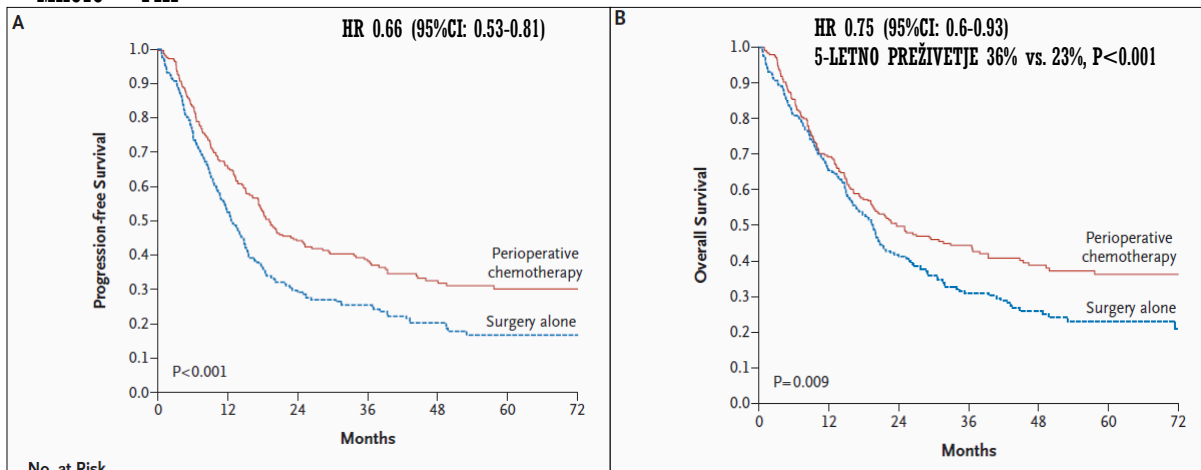 A
HR 0.66 (95%CI: 0.53-0.81)
1.0
0.9
0.8
0.7
0.6
0.5
0.4
0.3
0.2
0.1
0.0
Progression-free Survival
Perioperative
chemotherapy
Surgery alone
P<0.001
0 12 24 36 48 60 72
Months
No. at Risk
B
HR 0.75 (95%CI: 0.6-0.93)
5-LETNO PREŽIVETJE 36% vs. 23%, P<0.001
1.0
0.9
0.8
0.7
0.6
0.5
0.4
0.3
0.2
0.1
0.0
Overall Survival
Perioperative
chemotherapy
Surgery alone
P=0.009
0 12 24 36 48 60 72
Months